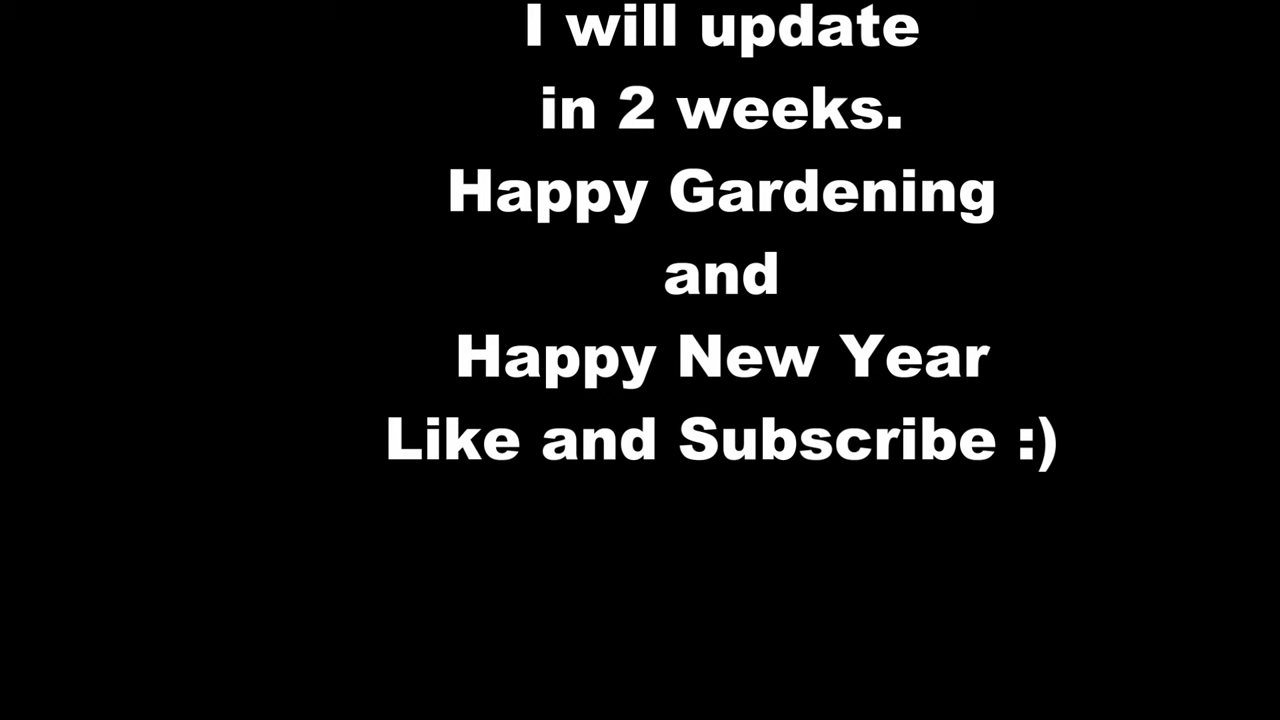 I will update
in 2 weeks.
Happy Gardening
and
Happy New Year
Like and Subscribe :)